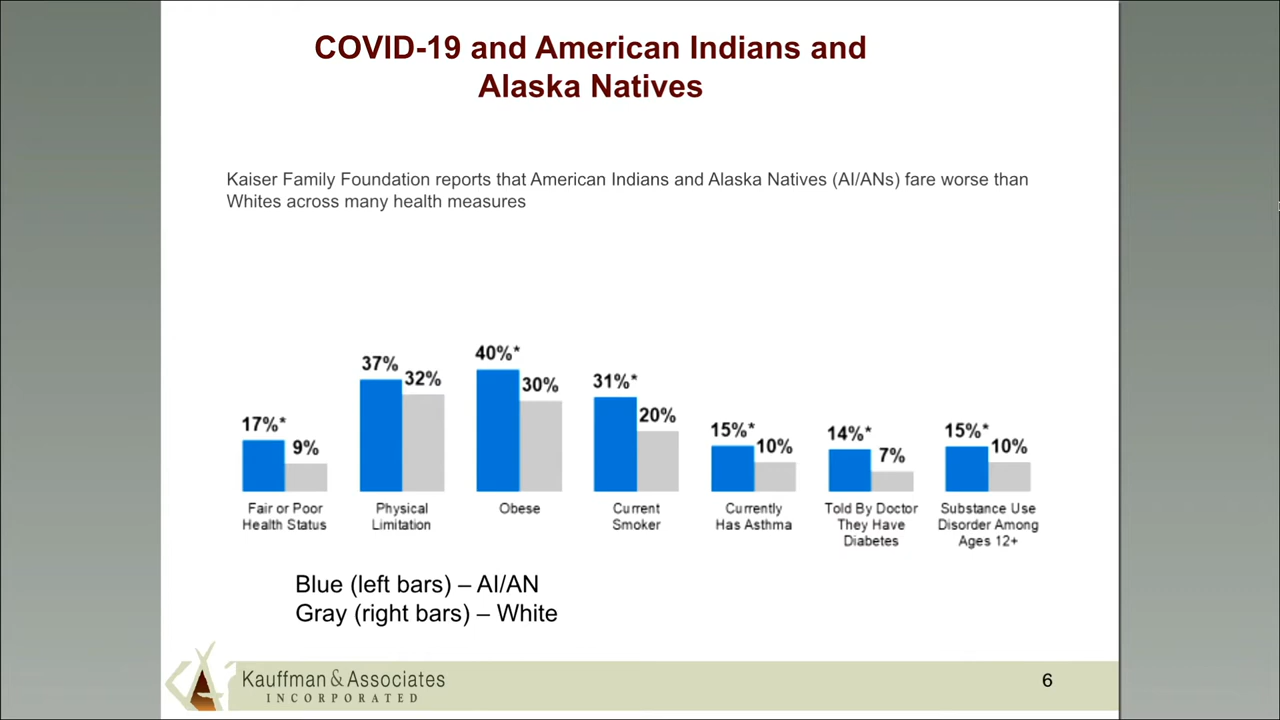 COVID-19 and American Indians and
Alaska Natives
Kaiser Family Foundation reports that American Indians and Alaska Natives (AI/ANs) fare worse than
Whites across many health measures
17%* 9%
37% 32%
40%* 30%
31%* 20%
15%* 10%
14%* 7%
15%* 10%
Fair or Poor
Health Status
Physical
Limitation
Obese
Current
Smoker
Currently
Has Asthma
Told By Doctor
They Have
Diabetes
Substance Use
Disorder Among
Ages 12+
Blue (left bars) – AI/AN
Gray (right bars) – White
Kauffman & Associates
INCORPORATED
6